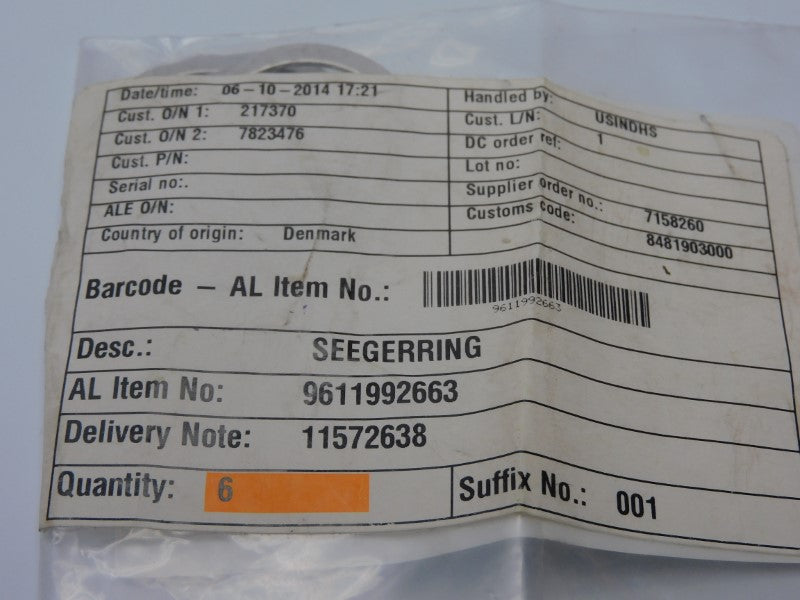 Date/time: 06-10-2014 17:21
Cust. O/N 1: 217370
Cust. O/N 2: 7823476
Cust. P/N:
Serial no:.
ALE O/N:
Country of origin: Denmark
Handled by: USINDHS
Cust. L/N: 1
DC order ref:
Lot no:
Supplier order no.: 7158260
Customs code: 8481903000
Barcode – AL Item No.:
9611992663
Desc.: SEEGERRING
AL Item No: 9611992663
Delivery Note: 11572638
Quantity: 6
Suffix No.: 001